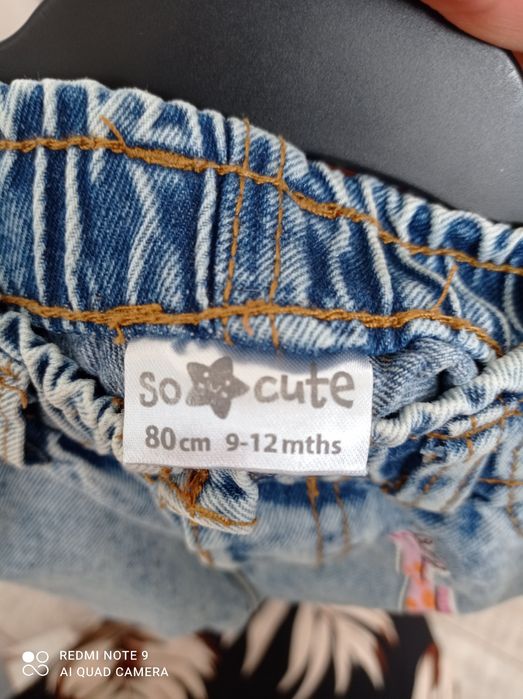 so cute
80cm 9-12mths
REDMI NOTE 9
AI QUAD CAMERA